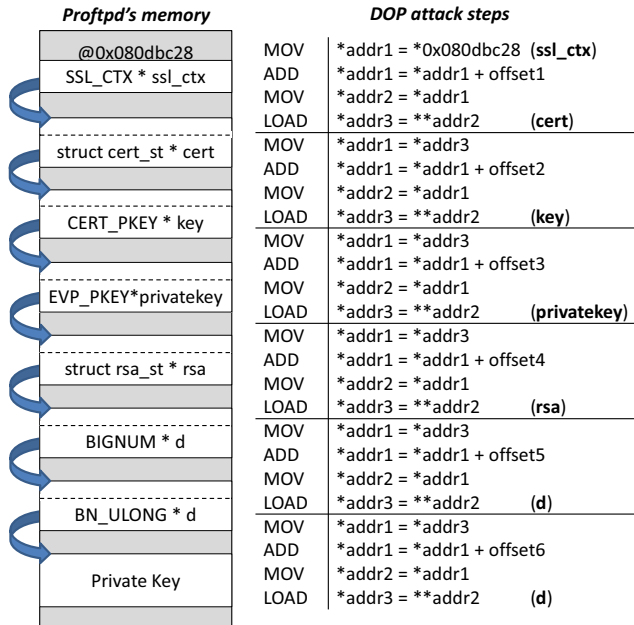 Proftpd's memory
@0x080dbc28
SSL_CTX * ssl_ctx
struct cert_st * cert
CERT_PKEY * key
EVP_PKEY*privatekey
struct rsa_st * rsa
BIGNUM * d
BN_ULONG * d
Private Key
DOP attack steps
MOV *addr1 = *0x080dbc28 (ssl_ctx)
ADD *addr1 = *addr1 + offset1
MOV *addr2 = *addr1
LOAD *addr3 = **addr2 (cert)
MOV *addr1 = *addr3
ADD *addr1 = *addr1 + offset2
MOV *addr2 = *addr1
LOAD *addr3 = **addr2 (key)
MOV *addr1 = *addr3
ADD *addr1 = *addr1 + offset3
MOV *addr2 = *addr1
LOAD *addr3 = **addr2 (privatekey)
MOV *addr1 = *addr3
ADD *addr1 = *addr1 + offset4
MOV *addr2 = *addr1
LOAD *addr3 = **addr2 (rsa)
MOV *addr1 = *addr3
ADD *addr1 = *addr1 + offset5
MOV *addr2 = *addr1
LOAD *addr3 = **addr2 (d)
MOV *addr1 = *addr3
ADD *addr1 = *addr1 + offset6
MOV *addr2 = *addr1
LOAD *addr3 = **addr2 (d)